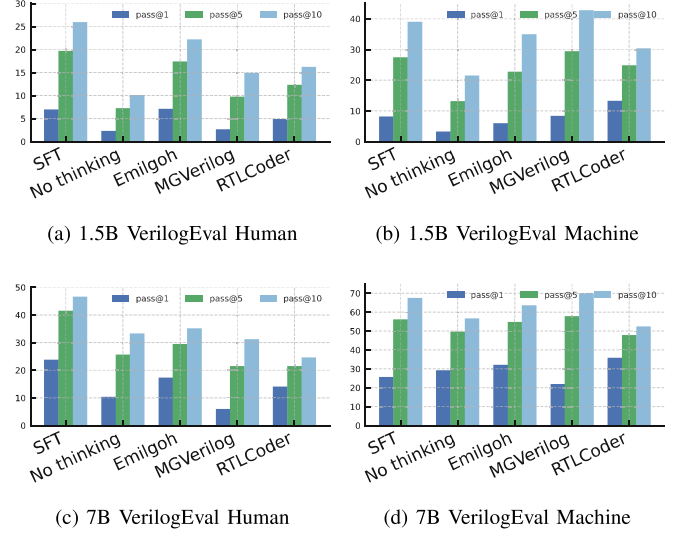 30
25
20
15
10
5
0
pass@1 pass@5 pass@10
SFT
No thinking
Emilgoh
MGVerilog
RTLCoder
(a) 1.5B VerilogEval Human
40
30
20
10
0
pass@1 pass@5 pass@10
SFT
No thinking
Emilgoh
MGVerilog
RTLCoder
(b) 1.5B VerilogEval Machine
50
40
30
20
10
0
pass@1 pass@5 pass@10
SFT
No thinking
Emilgoh
MGVerilog
RTLCoder
(c) 7B VerilogEval Human
70
60
50
40
30
20
10
0
pass@1 pass@5 pass@10
SFT
No thinking
Emilgoh
MGVerilog
RTLCoder
(d) 7B VerilogEval Machine